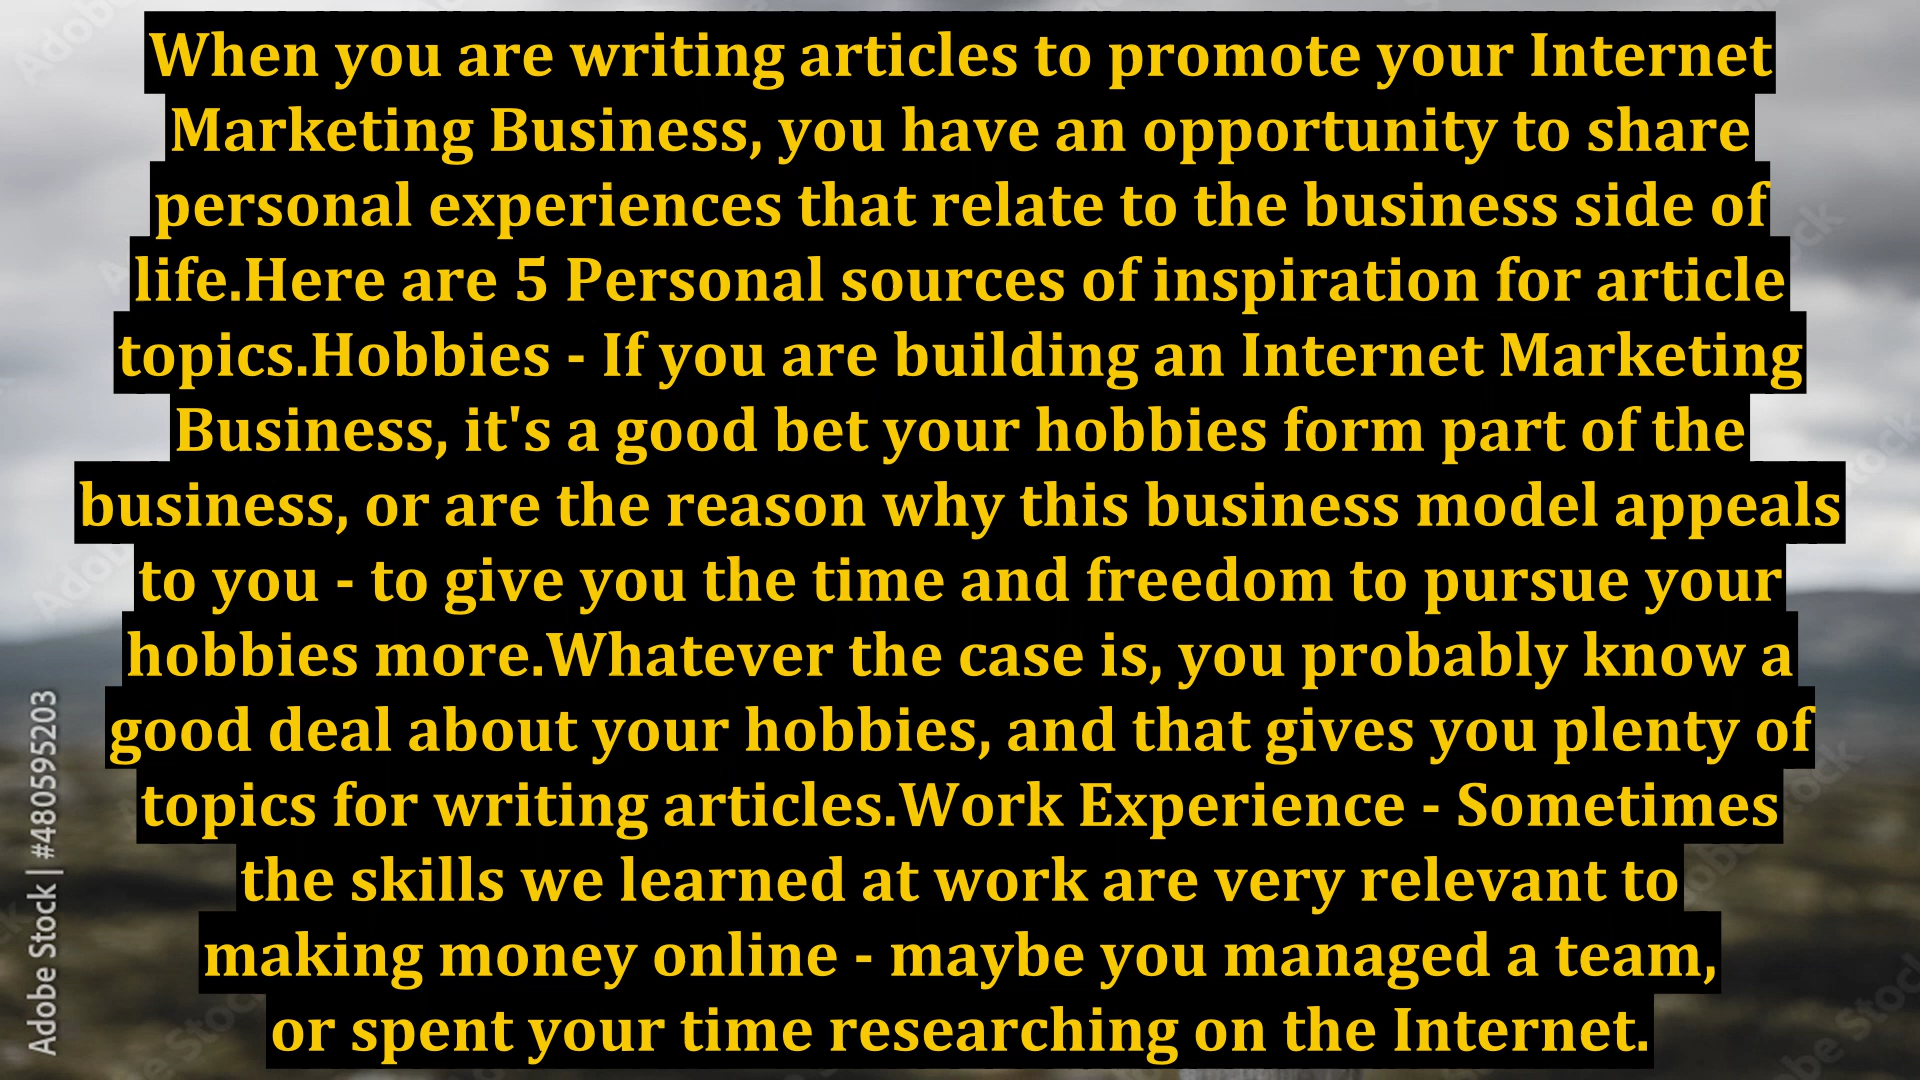 When you are writing articles to promote your Internet
Marketing Business, you have an opportunity to share
personal experiences that relate to the business side of
life.Here are 5 Personal sources of inspiration for article
topics.Hobbies - If you are building an Internet Marketing
Business, it's a good bet your hobbies form part of the
business, or are the reason why this business model appeals
to you - to give you the time and freedom to pursue your
hobbies more.Whatever the case is, you probably know a
good deal about your hobbies, and that gives you plenty of
topics for writing articles.Work Experience - Sometimes
the skills we learned at work are very relevant to
making money online - maybe you managed a team,
or spent your time researching on the Internet.
Adobe Stock | #480595203